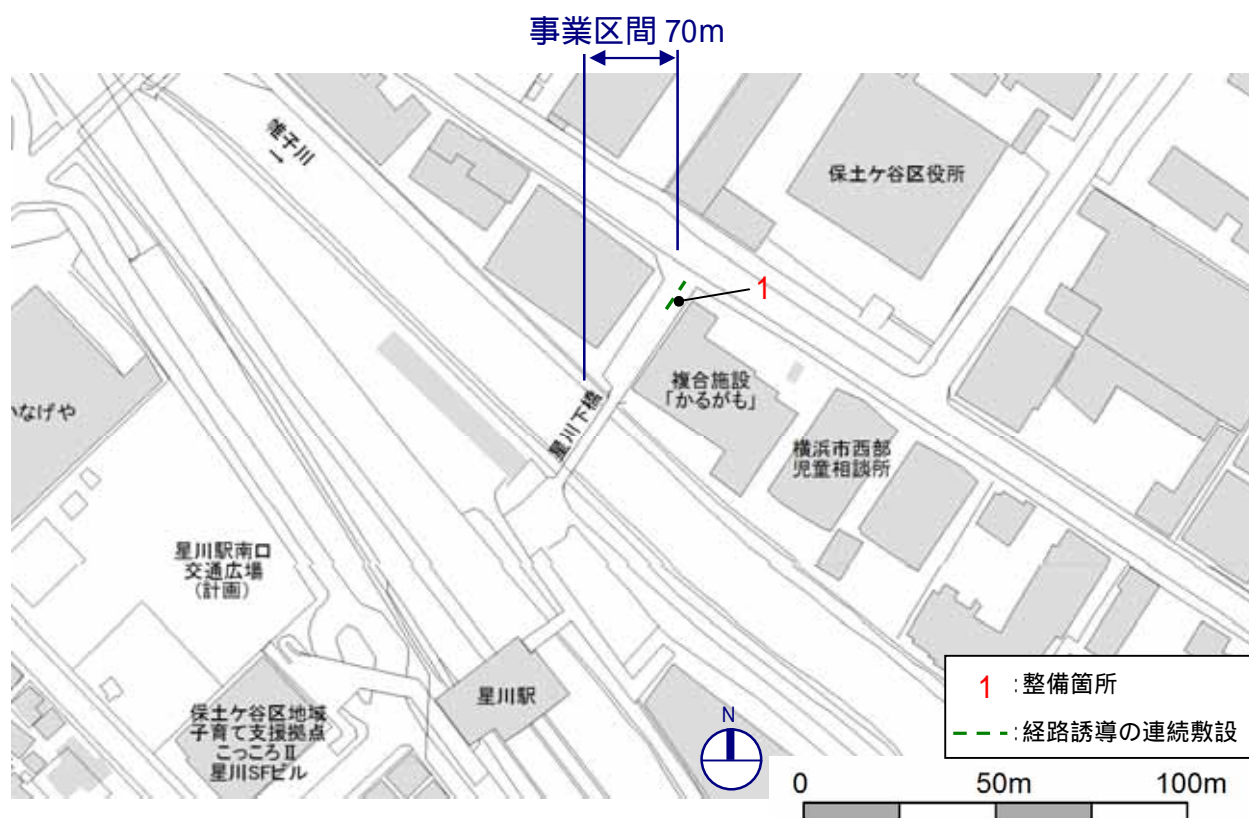 事業区間 70m
帷子川
→
保土ケ谷区役所
1
複合施設
「かるがも」
星川下橋
なげや
横浜市西部
児童相談所
星川駅南口
交通広場
(計画)
星川駅
保土ケ谷区地域
子育て支援拠点
こっころⅡ
星川SFビル
N
1 :整備箇所
:経路誘導の連続敷設
0 50m 100m